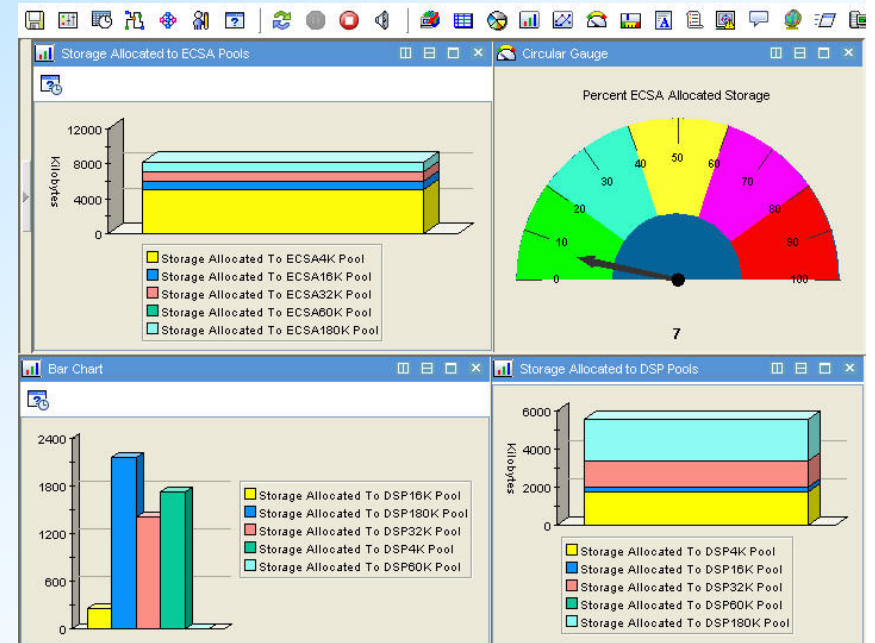 Storage Allocated to ECSA Pools
12000
8000
4000
0
Kilobytes
Storage Allocated To ECSA4K Pool
Storage Allocated To ECSA16K Pool
Storage Allocated To ECSA32K Pool
Storage Allocated To ECSA60K Pool
Storage Allocated To ECSA180K Pool
Circular Gauge
Percent ECSA Allocated Storage
0
10
20
30
40
50
60
70
80
90
100
7
Bar Chart
2400
1800
1200
600
0
Storage Allocated To DSP16K Pool
Storage Allocated To DSP180K Pool
Storage Allocated To DSP32K Pool
Storage Allocated To DSP4K Pool
Storage Allocated To DSP60K Pool
Storage Allocated to DSP Pools
6000
4000
2000
0
Kilobytes
Storage Allocated To DSP4K Pool
Storage Allocated To DSP16K Pool
Storage Allocated To DSP32K Pool
Storage Allocated To DSP60K Pool
Storage Allocated To DSP180K Pool